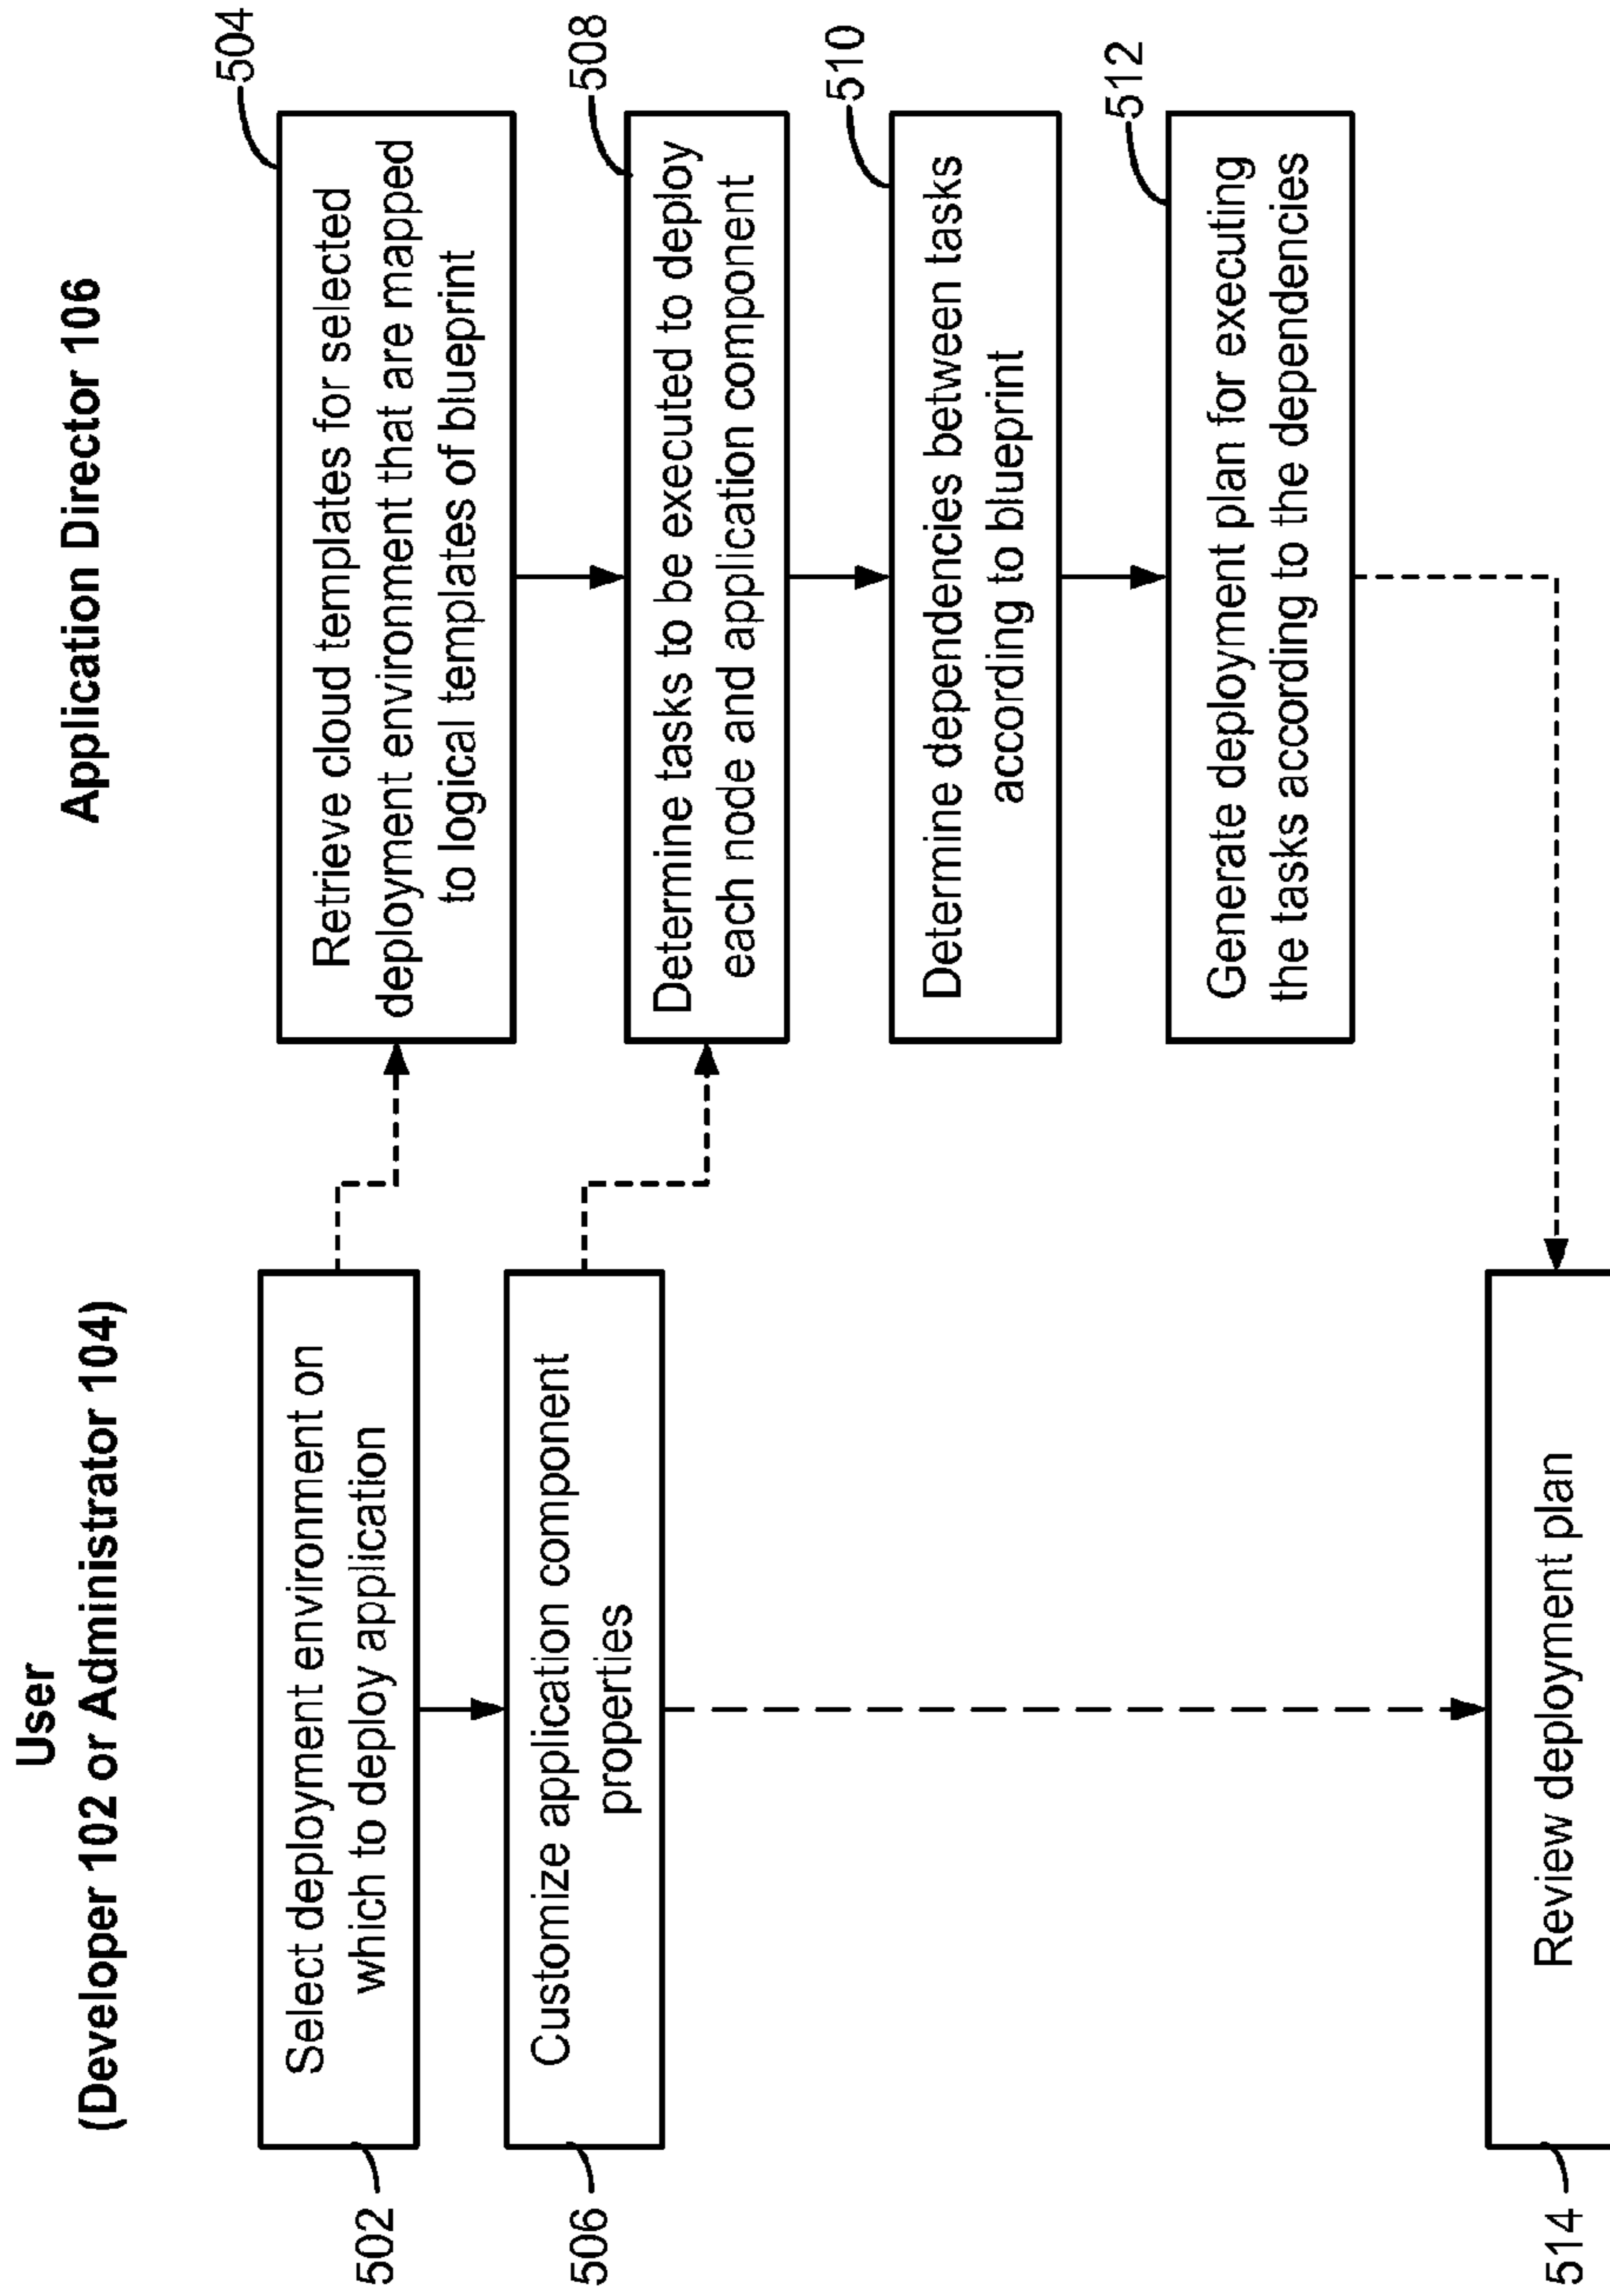 User
(Developer 102 or Administrator 104)
Application Director 106
502
Select deployment environment on
which to deploy application
504
Retrieve cloud templates for selected
deployment environment that are mapped
to logical templates of blueprint
506
Customize application component
properties
508
Determine tasks to be executed to deploy
each node and application component
510
Determine dependencies between tasks
according to blueprint
512
Generate deployment plan for executing
the tasks according to the dependencies
514
Review deployment plan